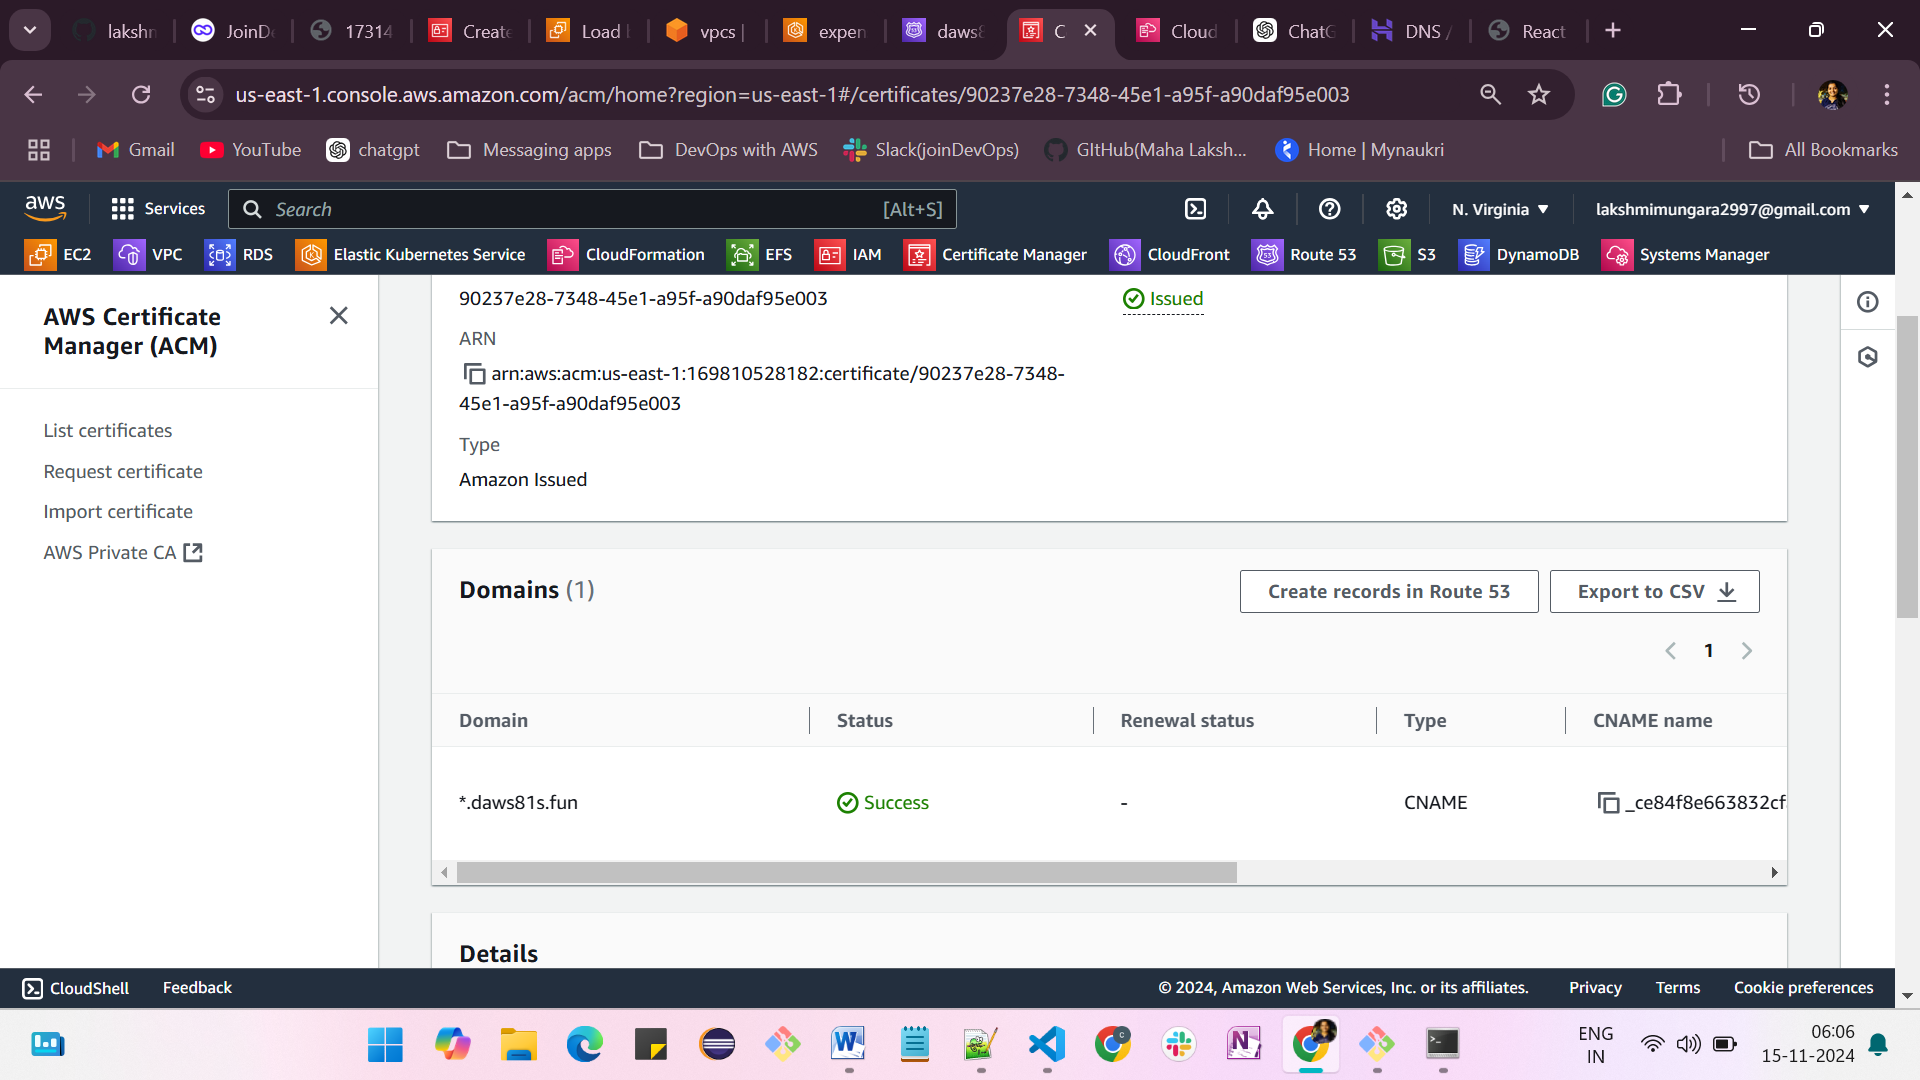 lakshn
JoinDe
17314
Create
Load
vpcs |
expen
daws8
C
Cloud
ChatG
DNS /
React
us-east-1.console.aws.amazon.com/acm/home?region=us-east-1#/certificates/90237e28-7348-45e1-a95f-a90daf95e003
Gmail
YouTube
chatgpt
Messaging apps
DevOps with AWS
Slack(joinDevOps)
GItHub(Maha Laksh...
Home | Mynaukri
All Bookmarks
aws
Services
Search
[Alt+S]
N. Virginia
lakshmimungara2997@gmail.com
EC2
VPC
RDS
Elastic Kubernetes Service
CloudFormation
EFS
IAM
Certificate Manager
CloudFront
Route 53
S3
DynamoDB
Systems Manager
AWS Certificate
Manager (ACM)
List certificates
Request certificate
Import certificate
AWS Private CA
90237e28-7348-45e1-a95f-a90daf95e003
Issued
ARN
arn:aws:acm:us-east-1:169810528182:certificate/90237e28-7348-
45e1-a95f-a90daf95e003
Type
Amazon Issued
Domains (1)
Create records in Route 53
Export to CSV
1
Domain
Status
Renewal status
Type
CNAME name
*.daws81s.fun
Success
-
CNAME
_ce84f8e663832cf
Details
CloudShell
Feedback
© 2024, Amazon Web Services, Inc. or its affiliates.
Privacy
Terms
Cookie preferences
ENG
IN
06:06
15-11-2024